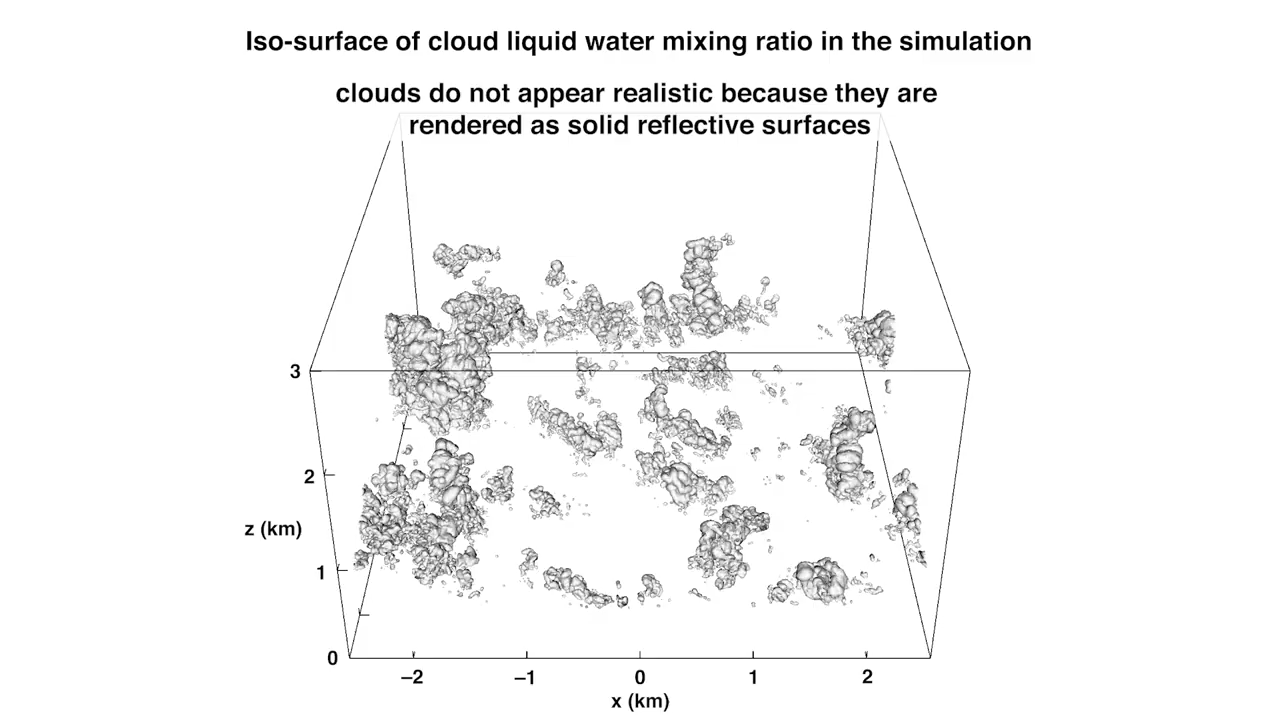 Iso-surface of cloud liquid water mixing ratio in the simulation
clouds do not appear realistic because they are
rendered as solid reflective surfaces
3
2
z (km)
1
0
–2 –1 0 1 2
x (km)